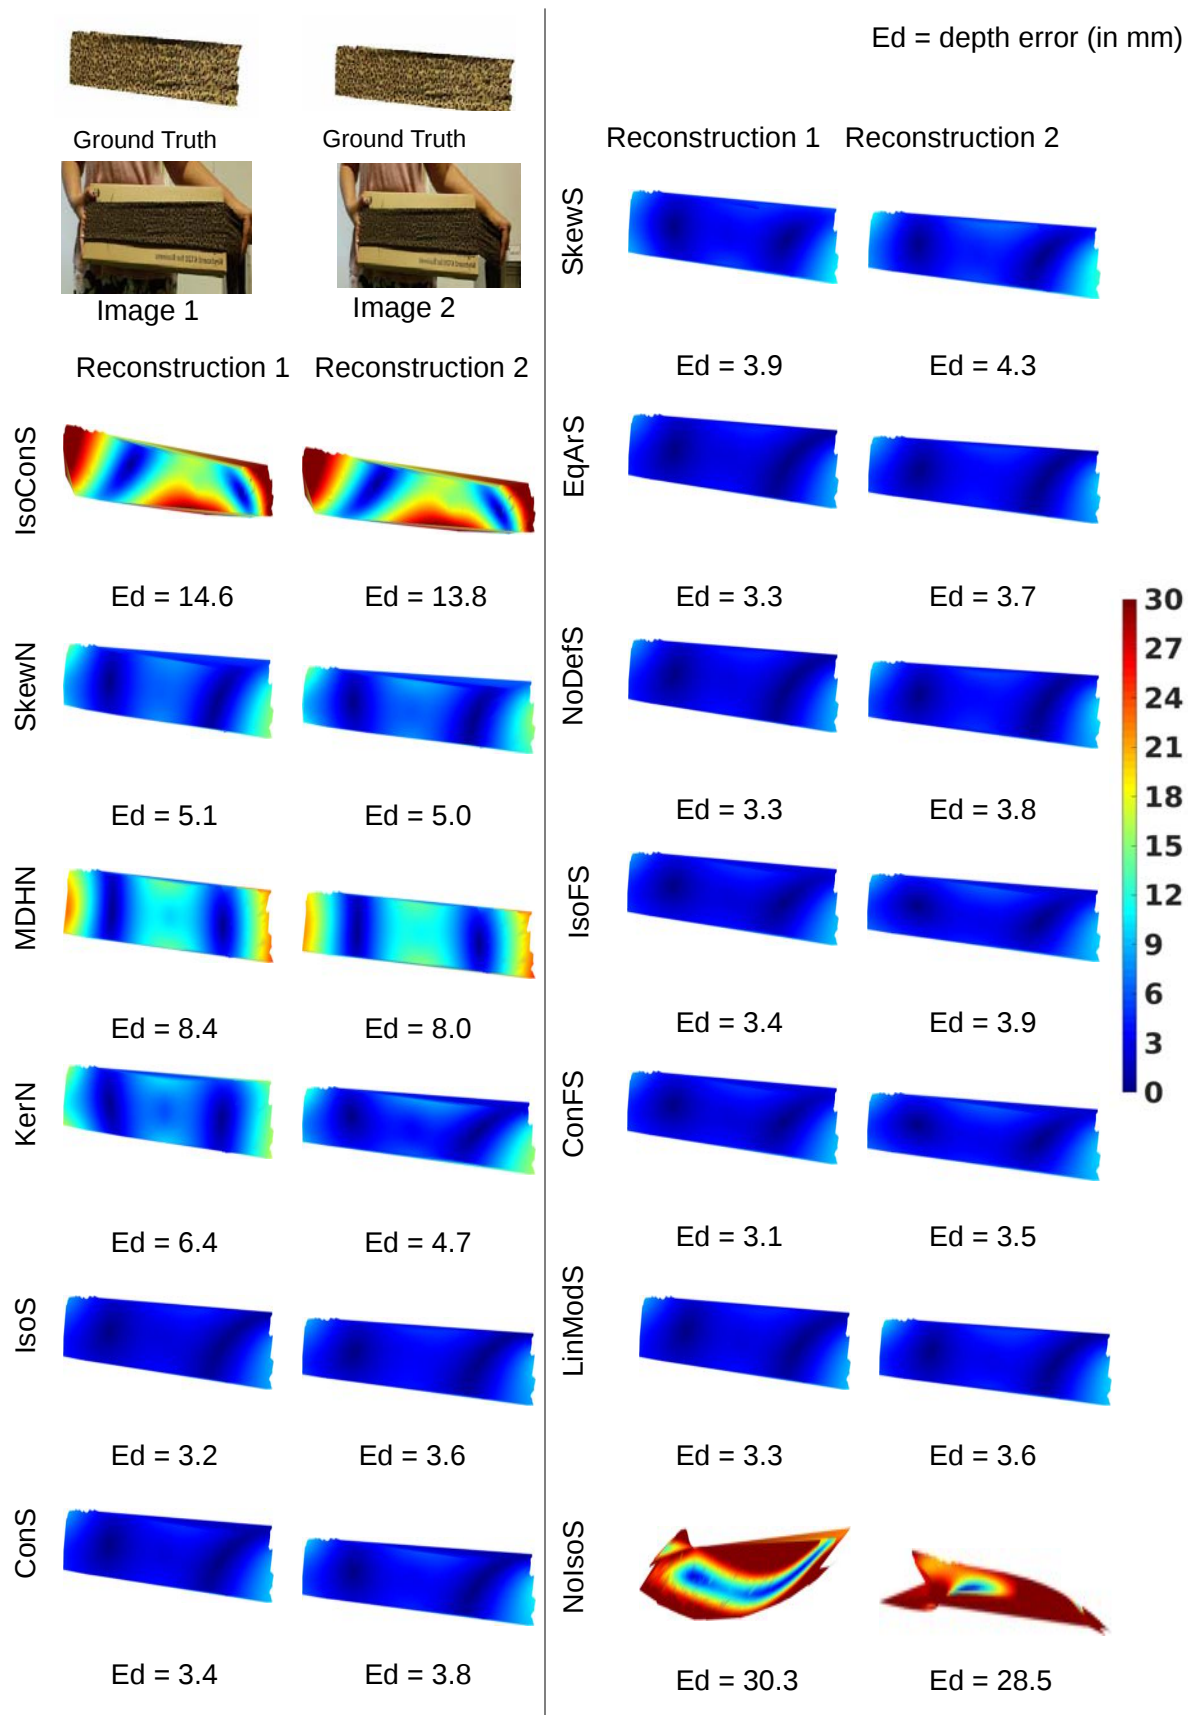 Ground Truth
Ground Truth
Image 1
Image 2
Reconstruction 1
Reconstruction 2
IsoConS
Ed = 14.6
Ed = 13.8
SkewN
Ed = 5.1
Ed = 5.0
MDHN
Ed = 8.4
Ed = 8.0
KerN
Ed = 6.4
Ed = 4.7
IsoS
Ed = 3.2
Ed = 3.6
ConS
Ed = 3.4
Ed = 3.8
Ed = depth error (in mm)
Reconstruction 1
Reconstruction 2
SkewS
Ed = 3.9
Ed = 4.3
EqArS
Ed = 3.3
Ed = 3.7
NoDefS
Ed = 3.3
Ed = 3.8
IsoFS
Ed = 3.4
Ed = 3.9
ConFS
Ed = 3.1
Ed = 3.5
LinModS
Ed = 3.3
Ed = 3.6
NoIsoS
Ed = 30.3
Ed = 28.5
30
27
24
21
18
15
12
9
6
3
0